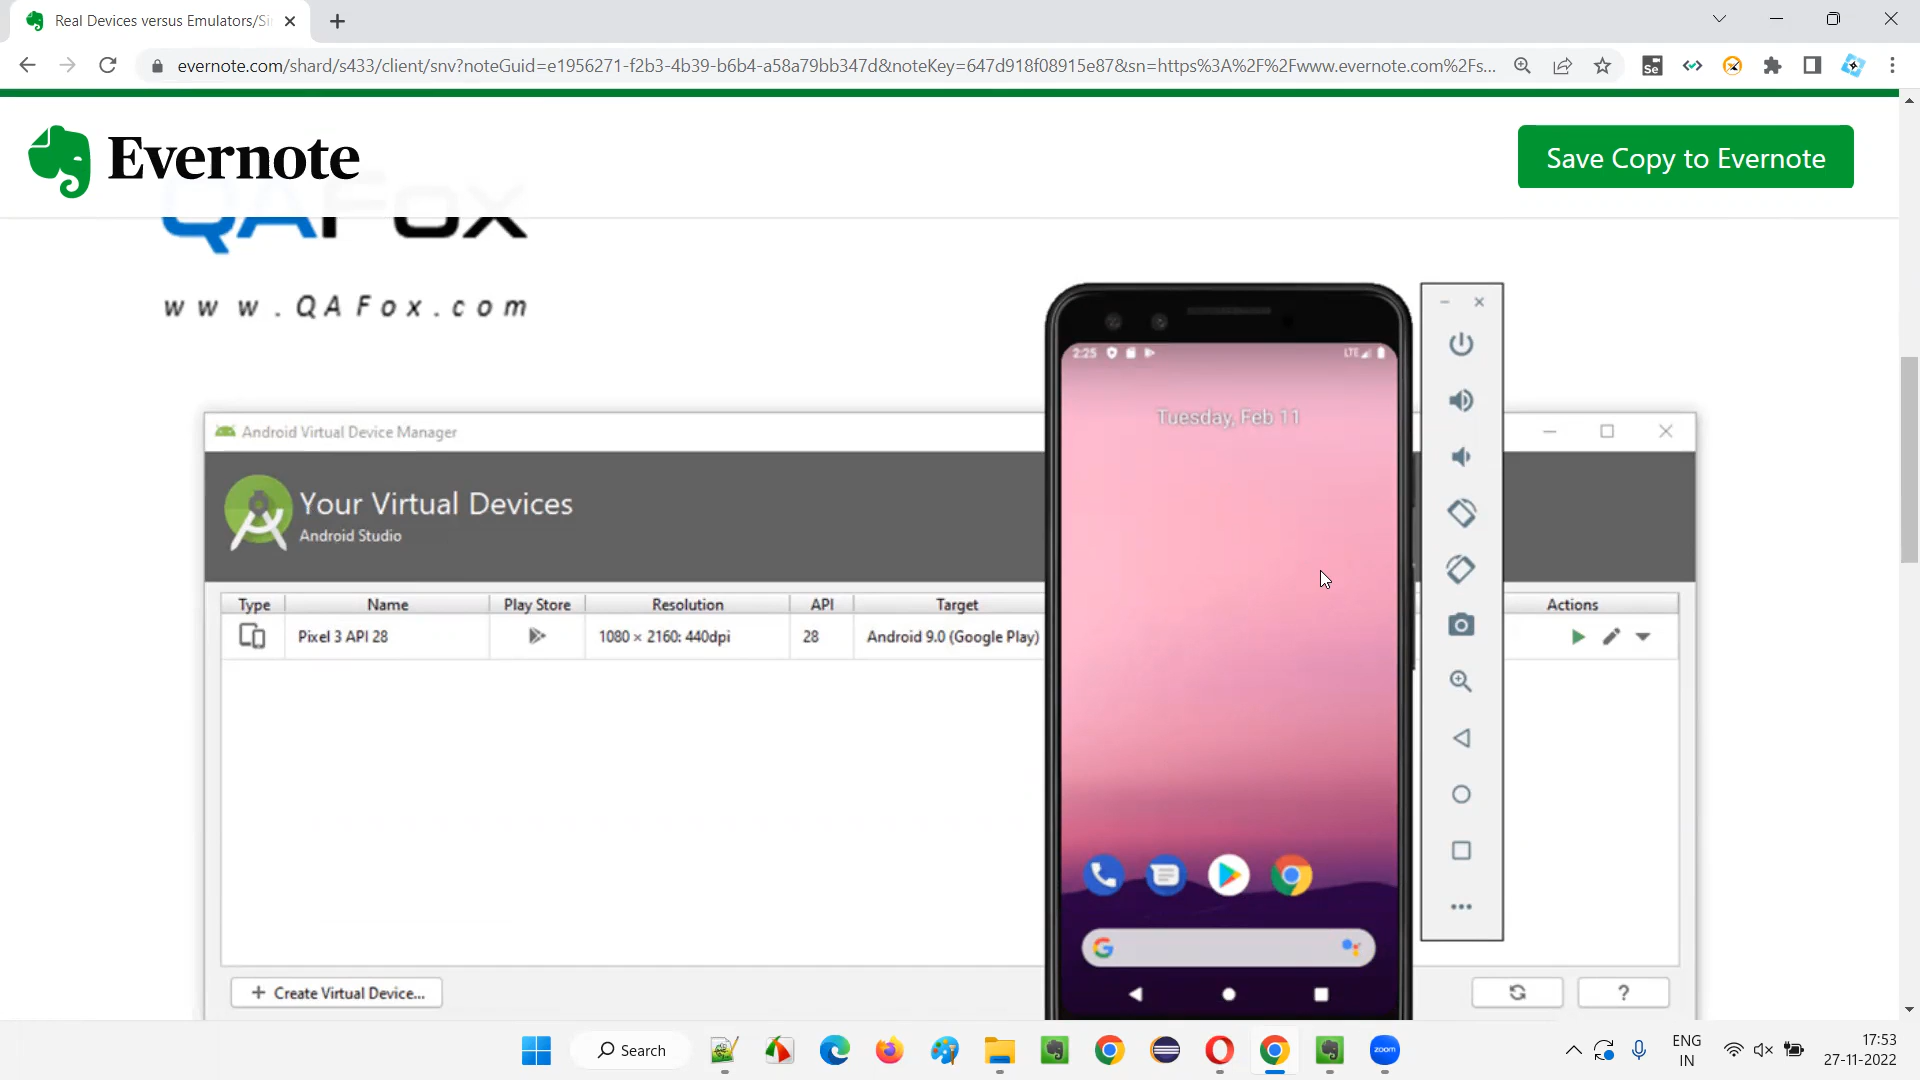 Real Devices versus Emulators/Si
evernote.com/shard/s433/client/snv?noteGuid=e1956271-f2b3-4b39-b6b4-a58a79bb347d&noteKey=647d918f08915e87&sn=https%3A%2F%2Fwww.evernote.com%2Fs...
Se
Evernote
Save Copy to Evernote
QAFox
www.QAFox.com
2:25
LTE
Tuesday, Feb 11
Android Virtual Device Manager
Your Virtual Devices
Android Studio
Type Name Play Store Resolution API Target Actions
Pixel 3 API 28 1080 × 2160: 440dpi 28 Android 9.0 (Google Play)
+ Create Virtual Device...
?
Search
zoom
ENG
IN
17:53
27-11-2022